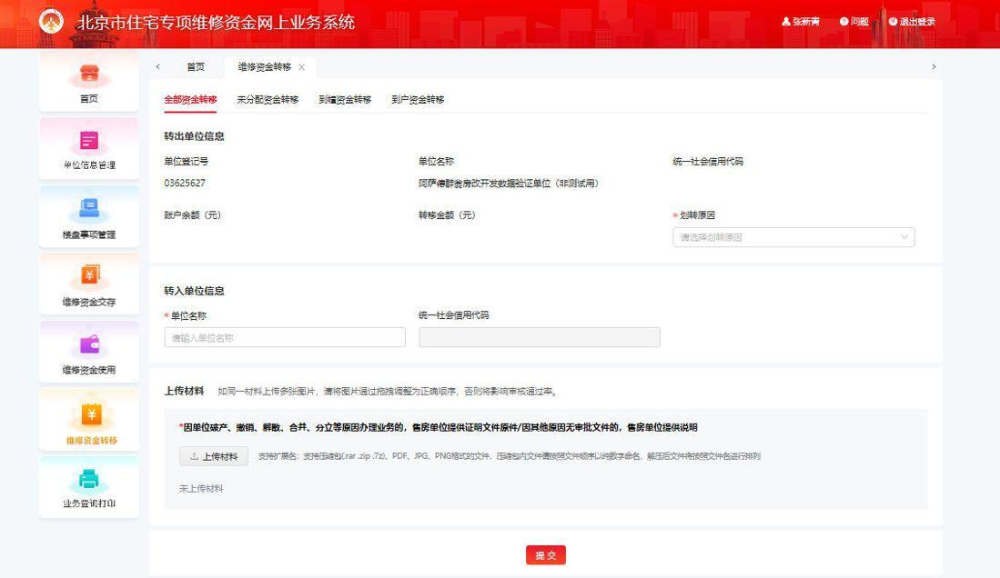 北京市住宅专项维修资金网上业务系统
张新青 问题 退出登录
首页 维修资金转移
首页
单位信息管理
楼盘事项管理
维修资金交存
维修资金使用
维修资金转移
业务查询打印
全部资金转移 未分配资金转移 到幢资金转移 到户资金转移
转出单位信息
单位登记号 单位名称 统一社会信用代码
03625627 阿萨德群翁房改开发数据验证单位（非测试用）
账户余额（元） 转移金额（元） *划转原因
请选择划转原因
转入单位信息
*单位名称 统一社会信用代码
请输入单位名称
上传材料 如同一材料上传多张图片，请将图片通过拖拽调整为正确顺序，否则将影响审核通过率。
*因单位破产、撤销、解散、合并、分立等原因办理业务的，售房单位提供证明文件原件/因其他原因无审批文件的，售房单位提供说明
上传材料 支持扩展名：支持压缩包(.rar .zip .7z)、PDF、JPG、PNG格式的文件，压缩包内文件请按照文件顺序以纯数字命名，解压后文件将按照文件名进行排列
未上传材料
提交